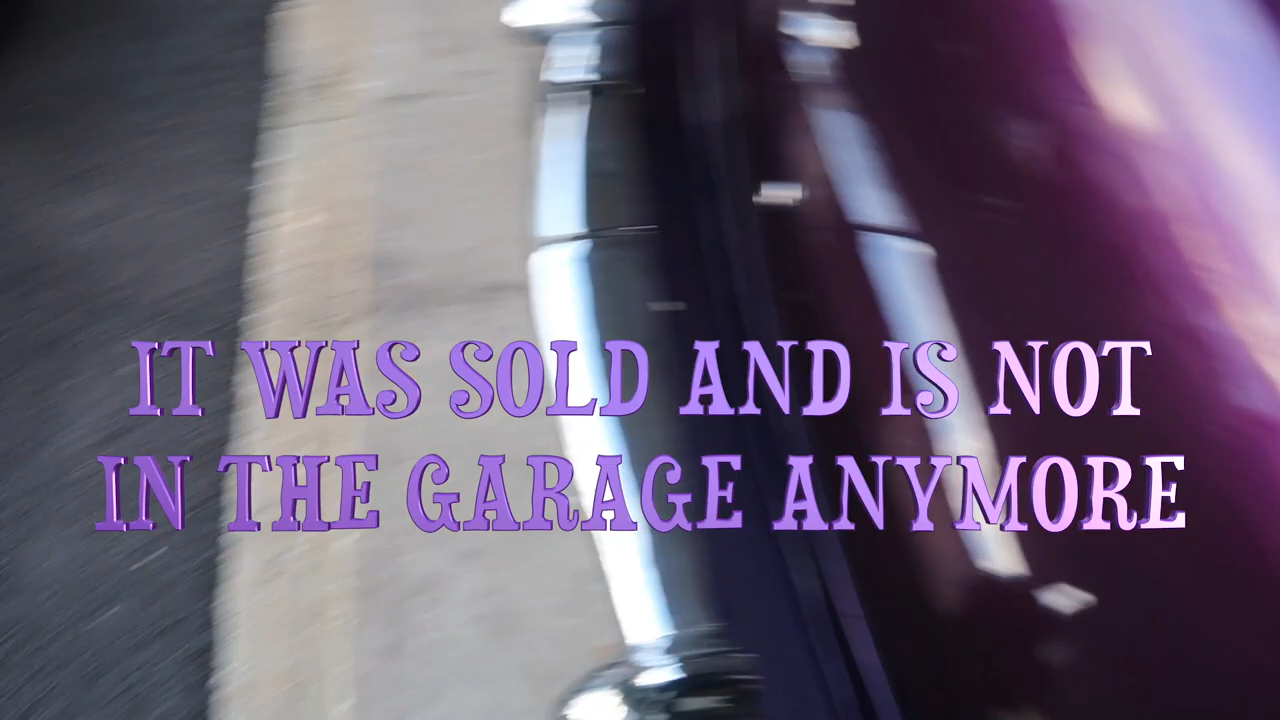 IT WAS SOLD AND IS NOT
IN THE GARAGE ANYMORE